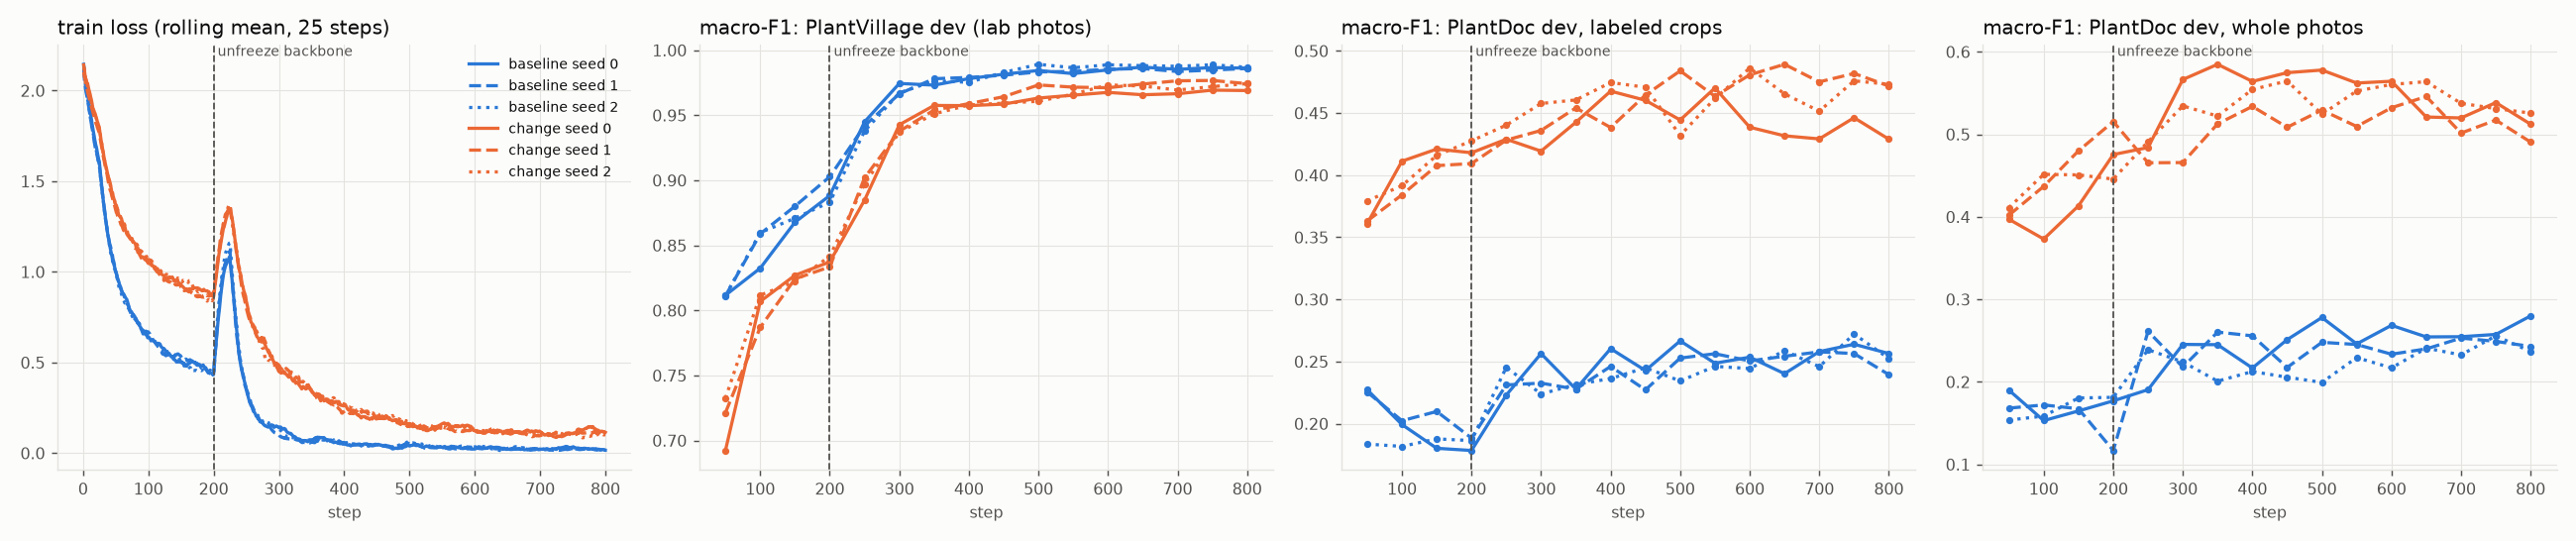 train loss (rolling mean, 25 steps)
unfreeze backbone
baseline seed 0
baseline seed 1
baseline seed 2
change seed 0
change seed 1
change seed 2
2.0
1.5
1.0
0.5
0.0
0 100 200 300 400 500 600 700 800
step
macro-F1: PlantVillage dev (lab photos)
unfreeze backbone
1.00
0.95
0.90
0.85
0.80
0.75
0.70
100 200 300 400 500 600 700 800
step
macro-F1: PlantDoc dev, labeled crops
unfreeze backbone
0.50
0.45
0.40
0.35
0.30
0.25
0.20
100 200 300 400 500 600 700 800
step
macro-F1: PlantDoc dev, whole photos
unfreeze backbone
0.6
0.5
0.4
0.3
0.2
0.1
100 200 300 400 500 600 700 800
step